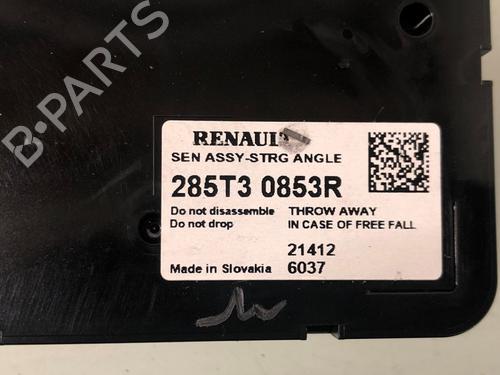 B-PARTS
RENAULT
SEN ASSY-STRG ANGLE
285T3 0853R
Do not disassemble THROW AWAY
Do not drop IN CASE OF FREE FALL
21412
Made in Slovakia 6037